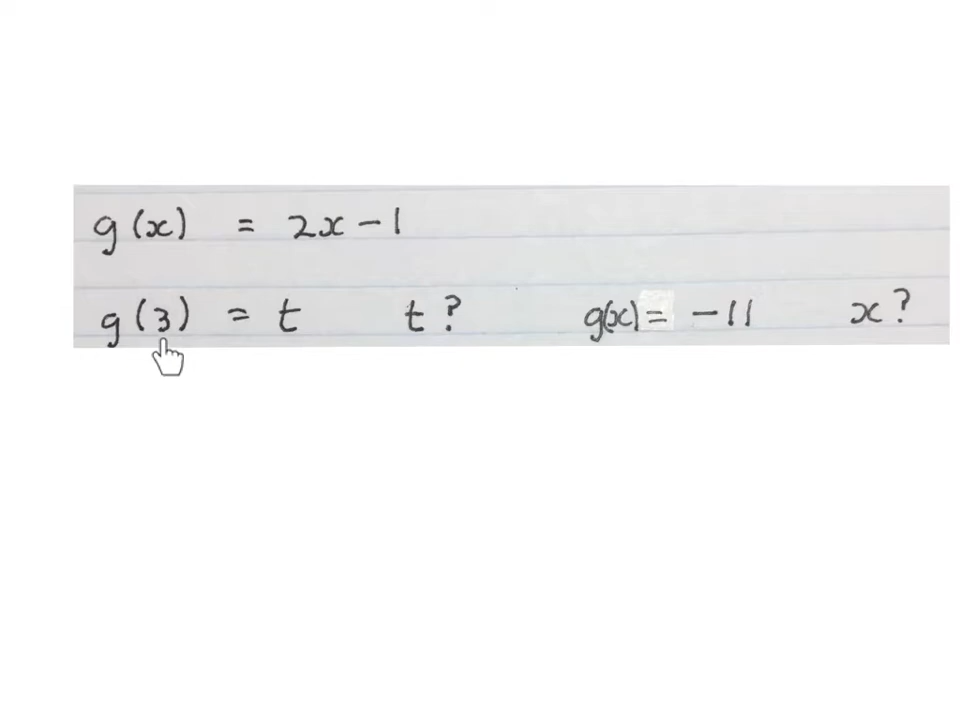 g(x) = 2x - 1
g(3) = t t? g(x) = -11 x?